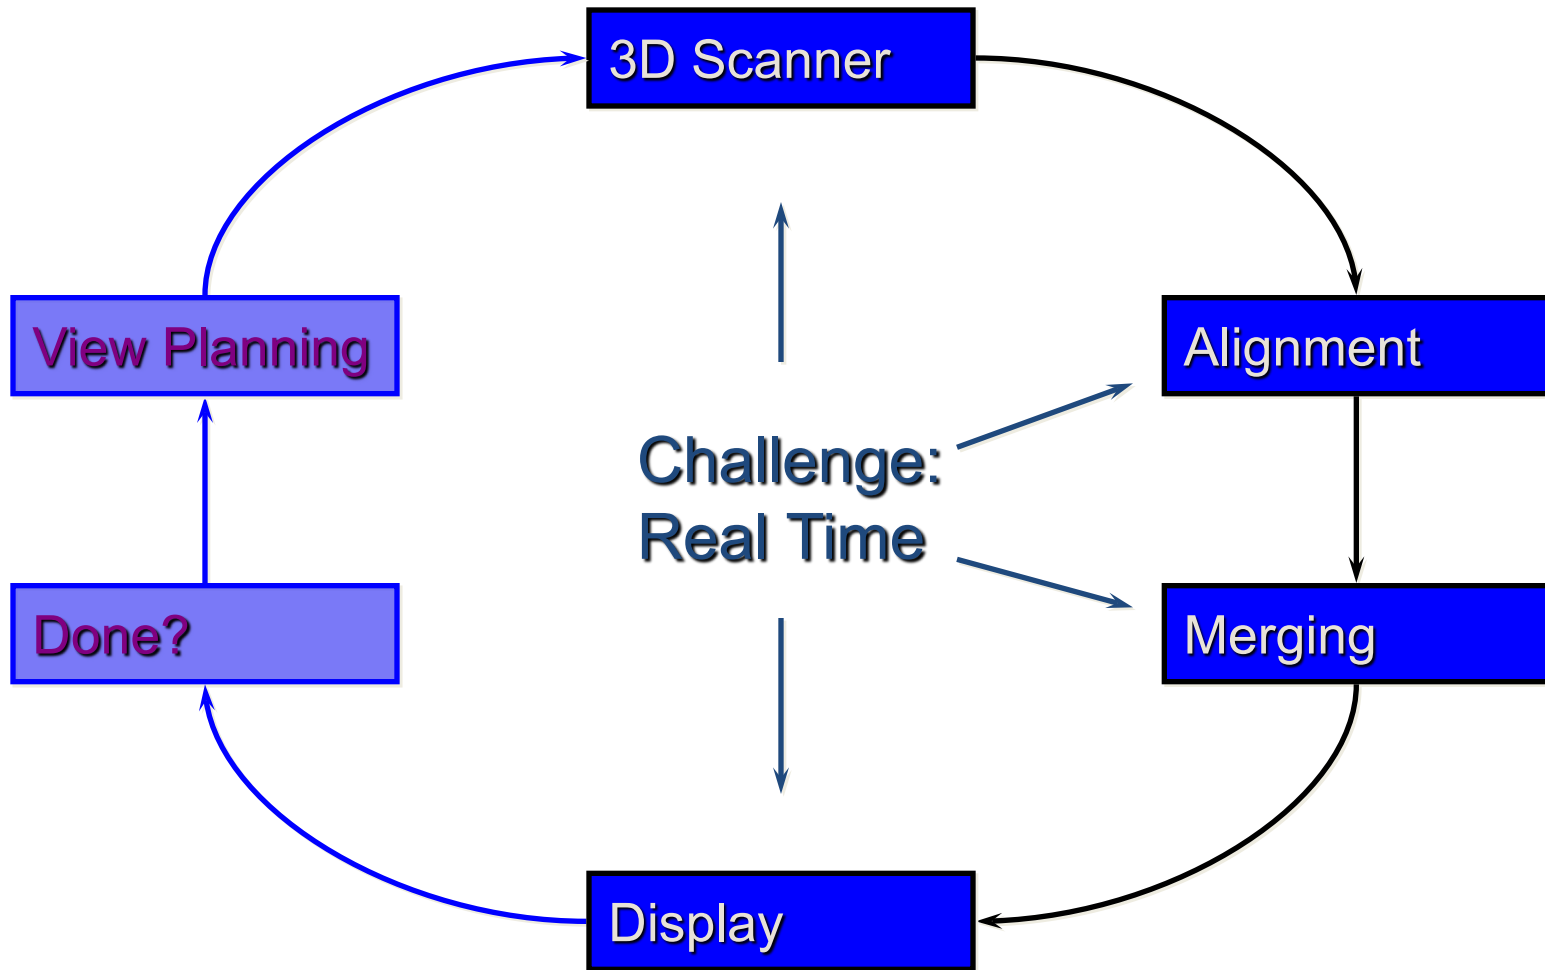 3D Scanner
View Planning
Alignment
Challenge:
Real Time
Done?
Merging
Display